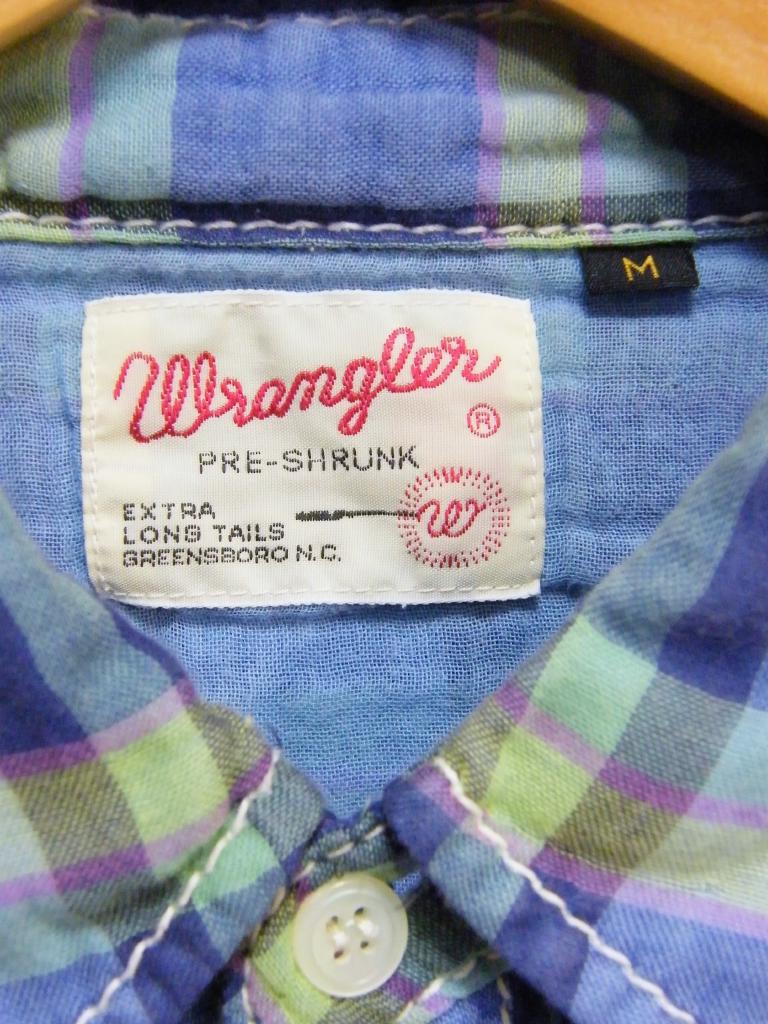 M
Wrangler
®
PRE-SHRUNK
EXTRA
LONG TAILS
GREENSBORO N.C.
W